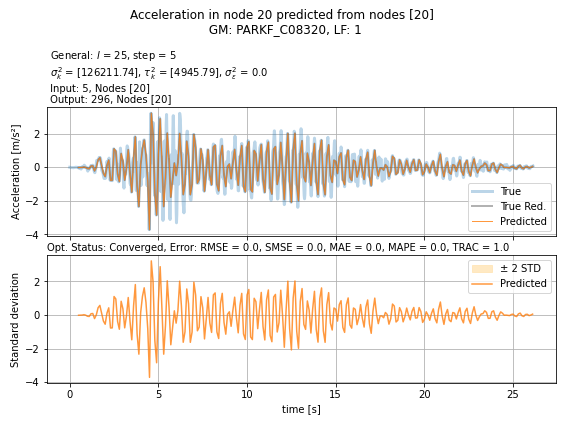 Acceleration in node 20 predicted from nodes [20]
GM: PARKF_C08320, LF: 1
General: l = 25, step = 5
σ²ₖ = [126211.74], τ²ₖ = [4945.79], σ²ε = 0.0
Input: 5, Nodes [20]
Output: 296, Nodes [20]
Acceleration [m/s²]
2
0
−2
−4
True
True Red.
Predicted
Opt. Status: Converged, Error: RMSE = 0.0, SMSE = 0.0, MAE = 0.0, MAPE = 0.0, TRAC = 1.0
Standard deviation
2
0
−2
−4
± 2 STD
Predicted
0 5 10 15 20 25
time [s]